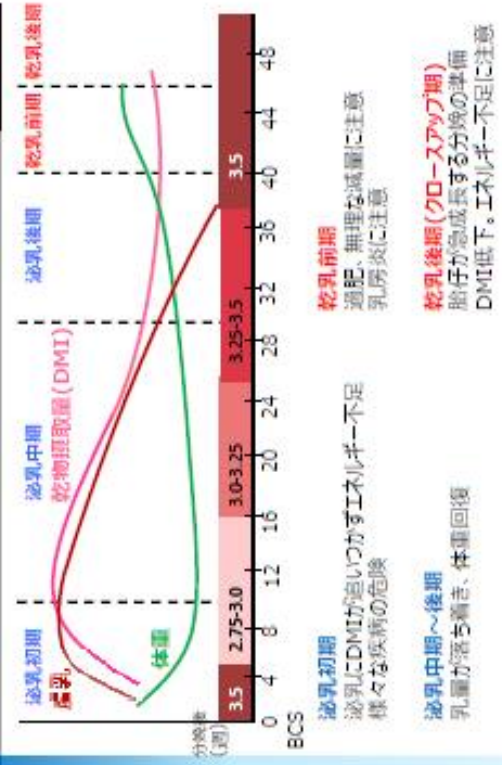 泌乳初期
泌乳中期
泌乳後期
乾乳前期
乾乳後期
乾物摂取量(DMI)
体重
3.5
2.75-3.0
3.0-3.25
3.25-3.5
3.5
分娩後
(週)
0 4 8 12 16 20 24 28 32 36 40 44 48
BCS
泌乳初期
泌乳にDMIが追いつかずエネルギー不足
様々な疾病の危険
泌乳中期～後期
乳量が落ち着き、体重回復
乾乳前期
過肥、無理な減量に注意
乳房炎に注意
乾乳後期(クロースアップ期)
胎仔が急成長する分娩の準備
DMI低下。エネルギー不足に注意